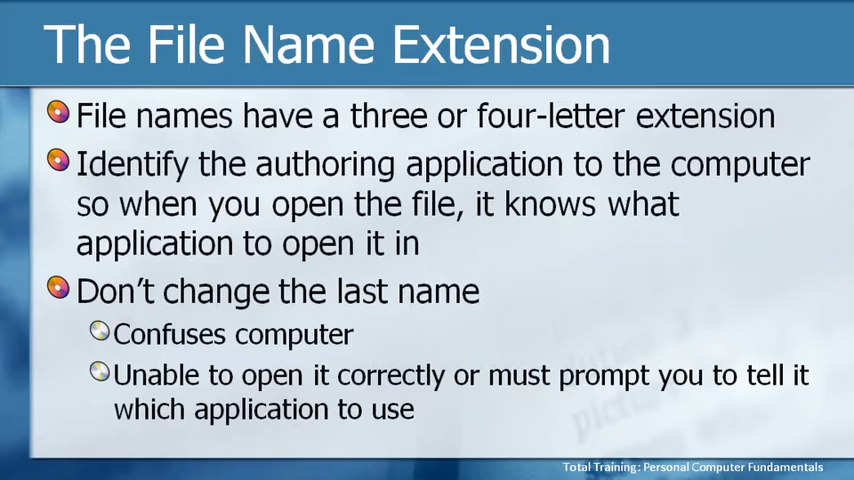 The File Name Extension
File names have a three or four-letter extension
Identify the authoring application to the computer
so when you open the file, it knows what
application to open it in
Don't change the last name
Confuses computer
Unable to open it correctly or must prompt you to tell it
which application to use
Total Training: Personal Computer Fundamentals